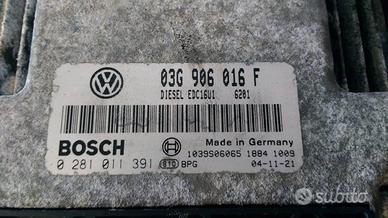 03G 906 016 F
DIESEL EDC16U1 6201
BOSCH
Made in Germany
1039S06065 1884 1009
0 281 011 391 BPG 04-11-21
subito